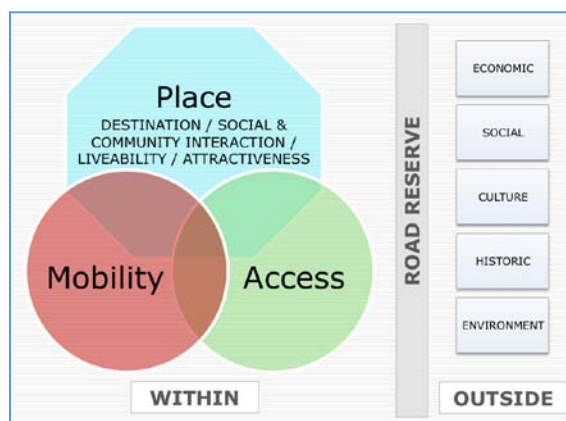 Place
DESTINATION / SOCIAL &
COMMUNITY INTERACTION /
LIVEABILITY / ATTRACTIVENESS
Mobility
Access
WITHIN
ROAD RESERVE
ECONOMIC
SOCIAL
CULTURE
HISTORIC
ENVIRONMENT
OUTSIDE